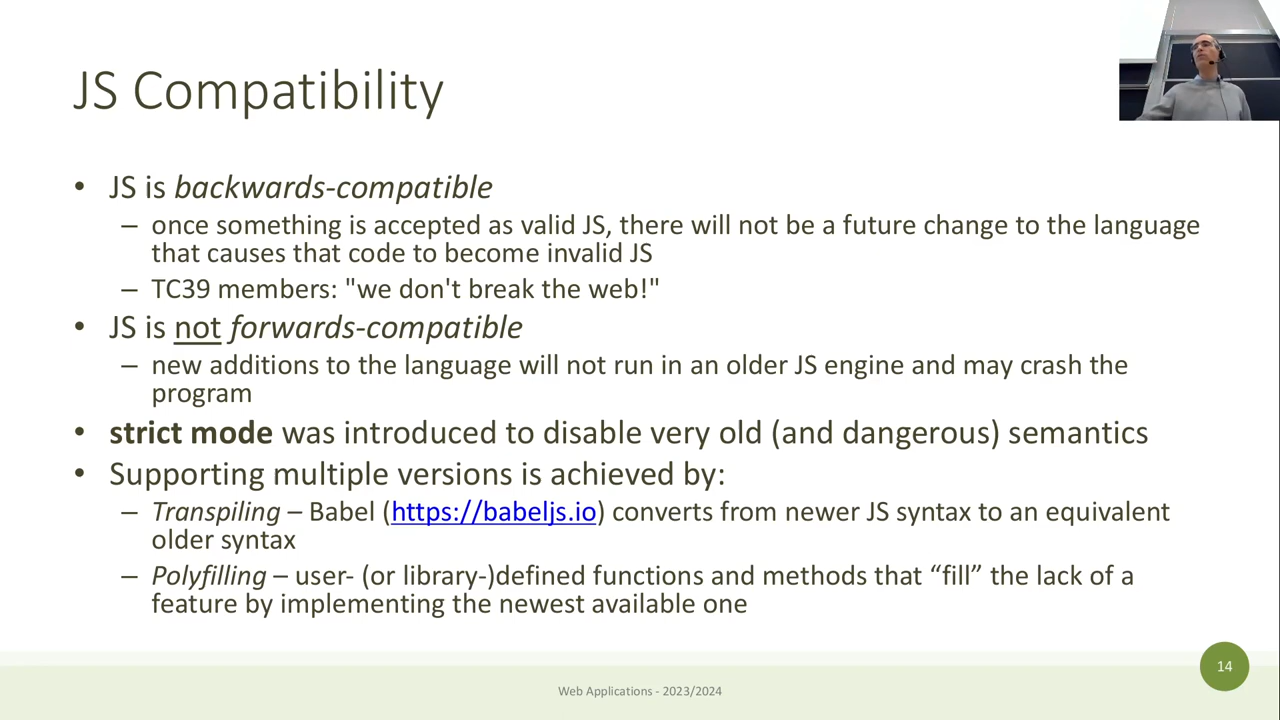 JS Compatibility
• JS is backwards-compatible
– once something is accepted as valid JS, there will not be a future change to the language
that causes that code to become invalid JS
– TC39 members: "we don't break the web!"
• JS is not forwards-compatible
– new additions to the language will not run in an older JS engine and may crash the
program
• strict mode was introduced to disable very old (and dangerous) semantics
• Supporting multiple versions is achieved by:
– Transpiling – Babel (https://babeljs.io) converts from newer JS syntax to an equivalent
older syntax
– Polyfilling – user- (or library-)defined functions and methods that “fill” the lack of a
feature by implementing the newest available one
14
Web Applications - 2023/2024